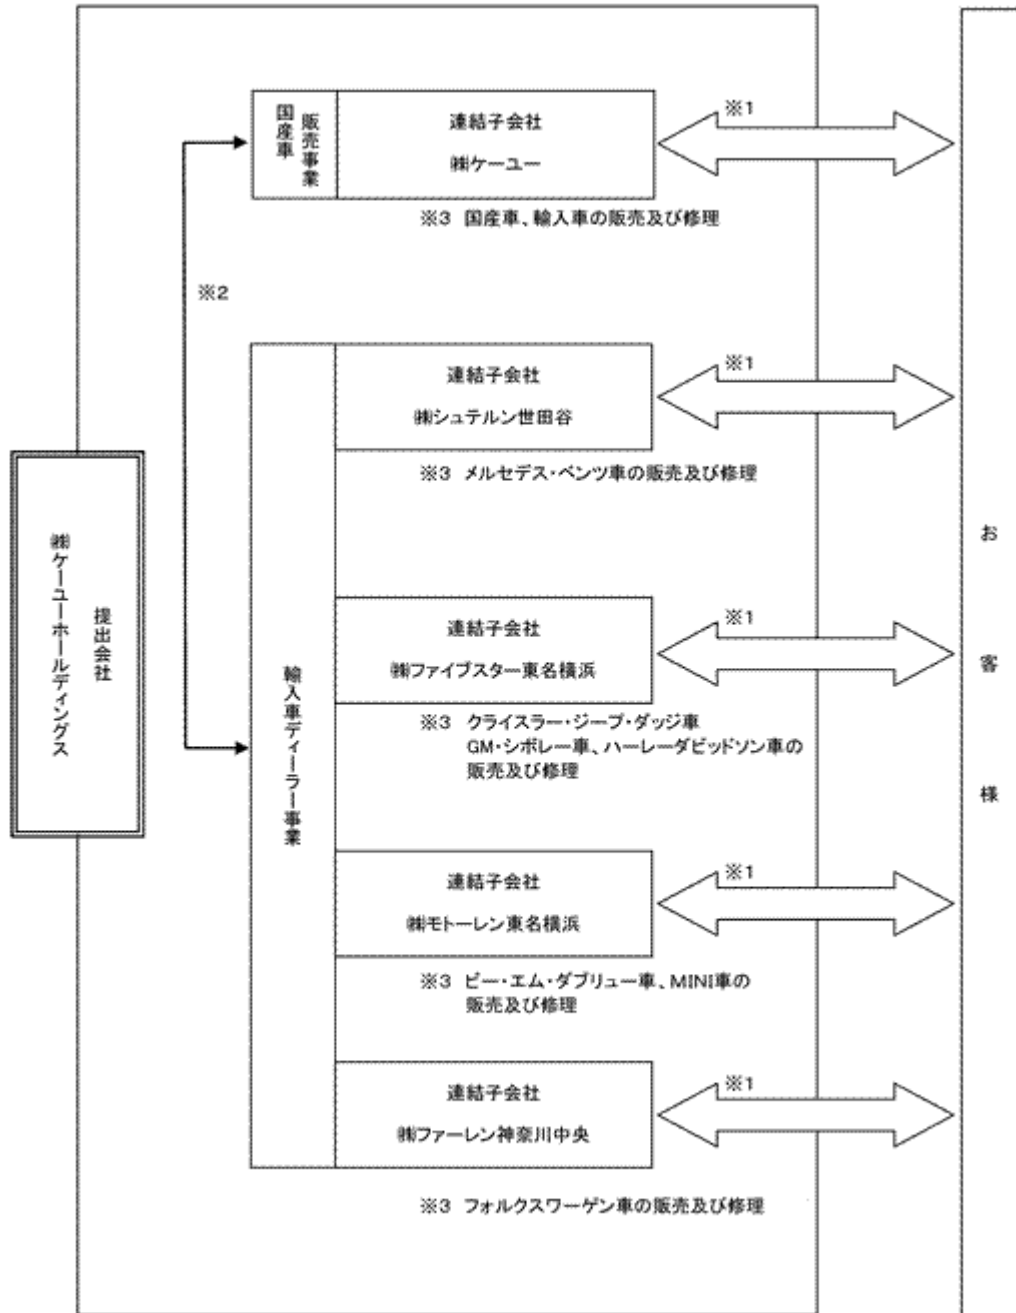 国産車
販売事業
連結子会社
㈱ケーユー
※1
※3 国産車、輸入車の販売及び修理
※2
連結子会社
㈱シュテルン世田谷
※1
※3 メルセデス・ベンツ車の販売及び修理
提出会社
㈱ケーユーホールディングス
輸入車ディーラー事業
連結子会社
㈱ファイブスター東名横浜
※1
※3 クライスラー・ジープ・ダッジ車
GM・シボレー車、ハーレーダビッドソン車の
販売及び修理
連結子会社
㈱モトーレン東名横浜
※1
※3 ビー・エム・ダブリュー車、MINI車の
販売及び修理
連結子会社
㈱ファーレン神奈川中央
※1
※3 フォルクスワーゲン車の販売及び修理
お客様